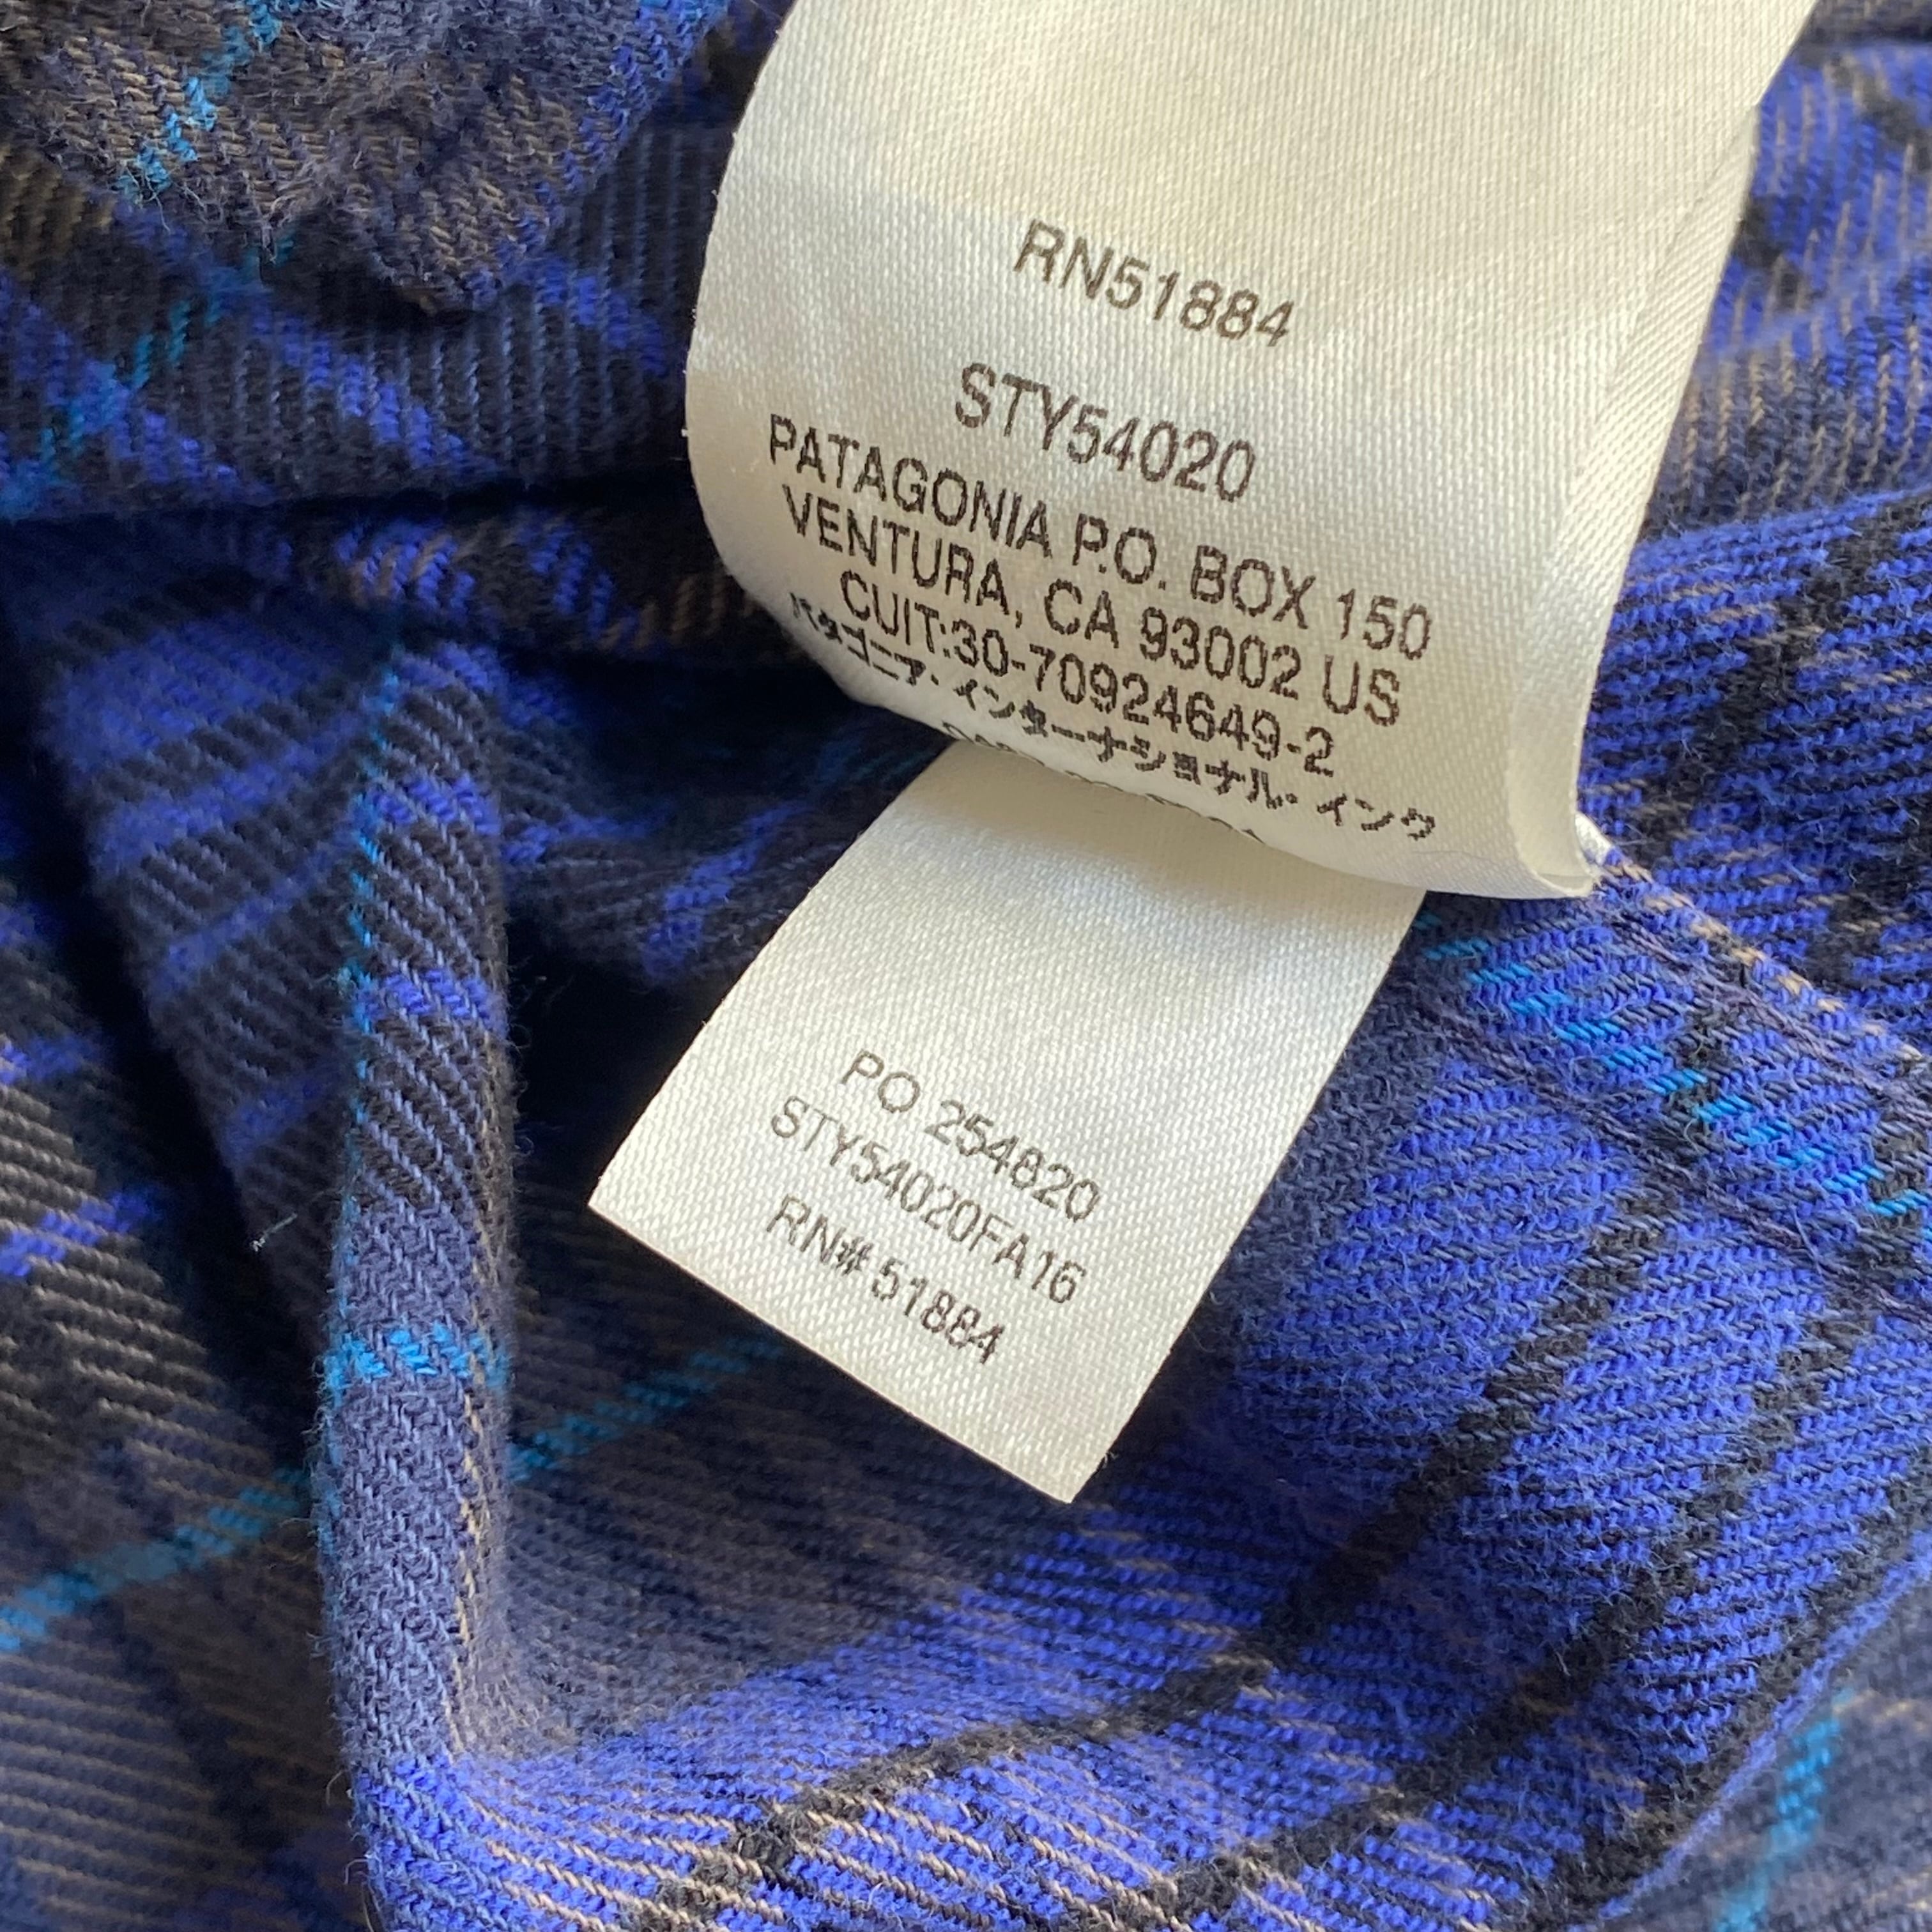 RN51884
STY54020
PATAGONIA P.O. BOX 150
VENTURA, CA 93002 US
CUIT:30-70924649-2
パタゴニア・インターナショナル・インク
PO 254820
STY54020FA16
RN# 51884